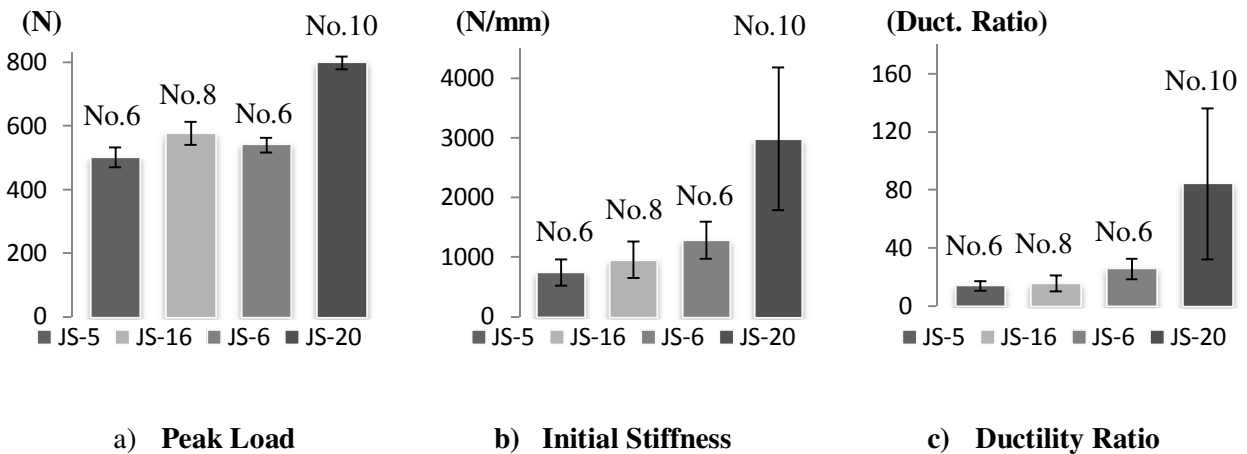 (N)
No.10
800
No.8
No.6
No.6
600
400
200
0
JS-5 JS-16 JS-6 JS-20
a) Peak Load
(N/mm)
No.10
4000
3000
No.6
2000
No.8
No.6
1000
0
JS-5 JS-16 JS-6 JS-20
b) Initial Stiffness
(Duct. Ratio)
160
No.10
120
80
No.6
40
No.6 No.8
0
JS-5 JS-16 JS-6 JS-20
c) Ductility Ratio